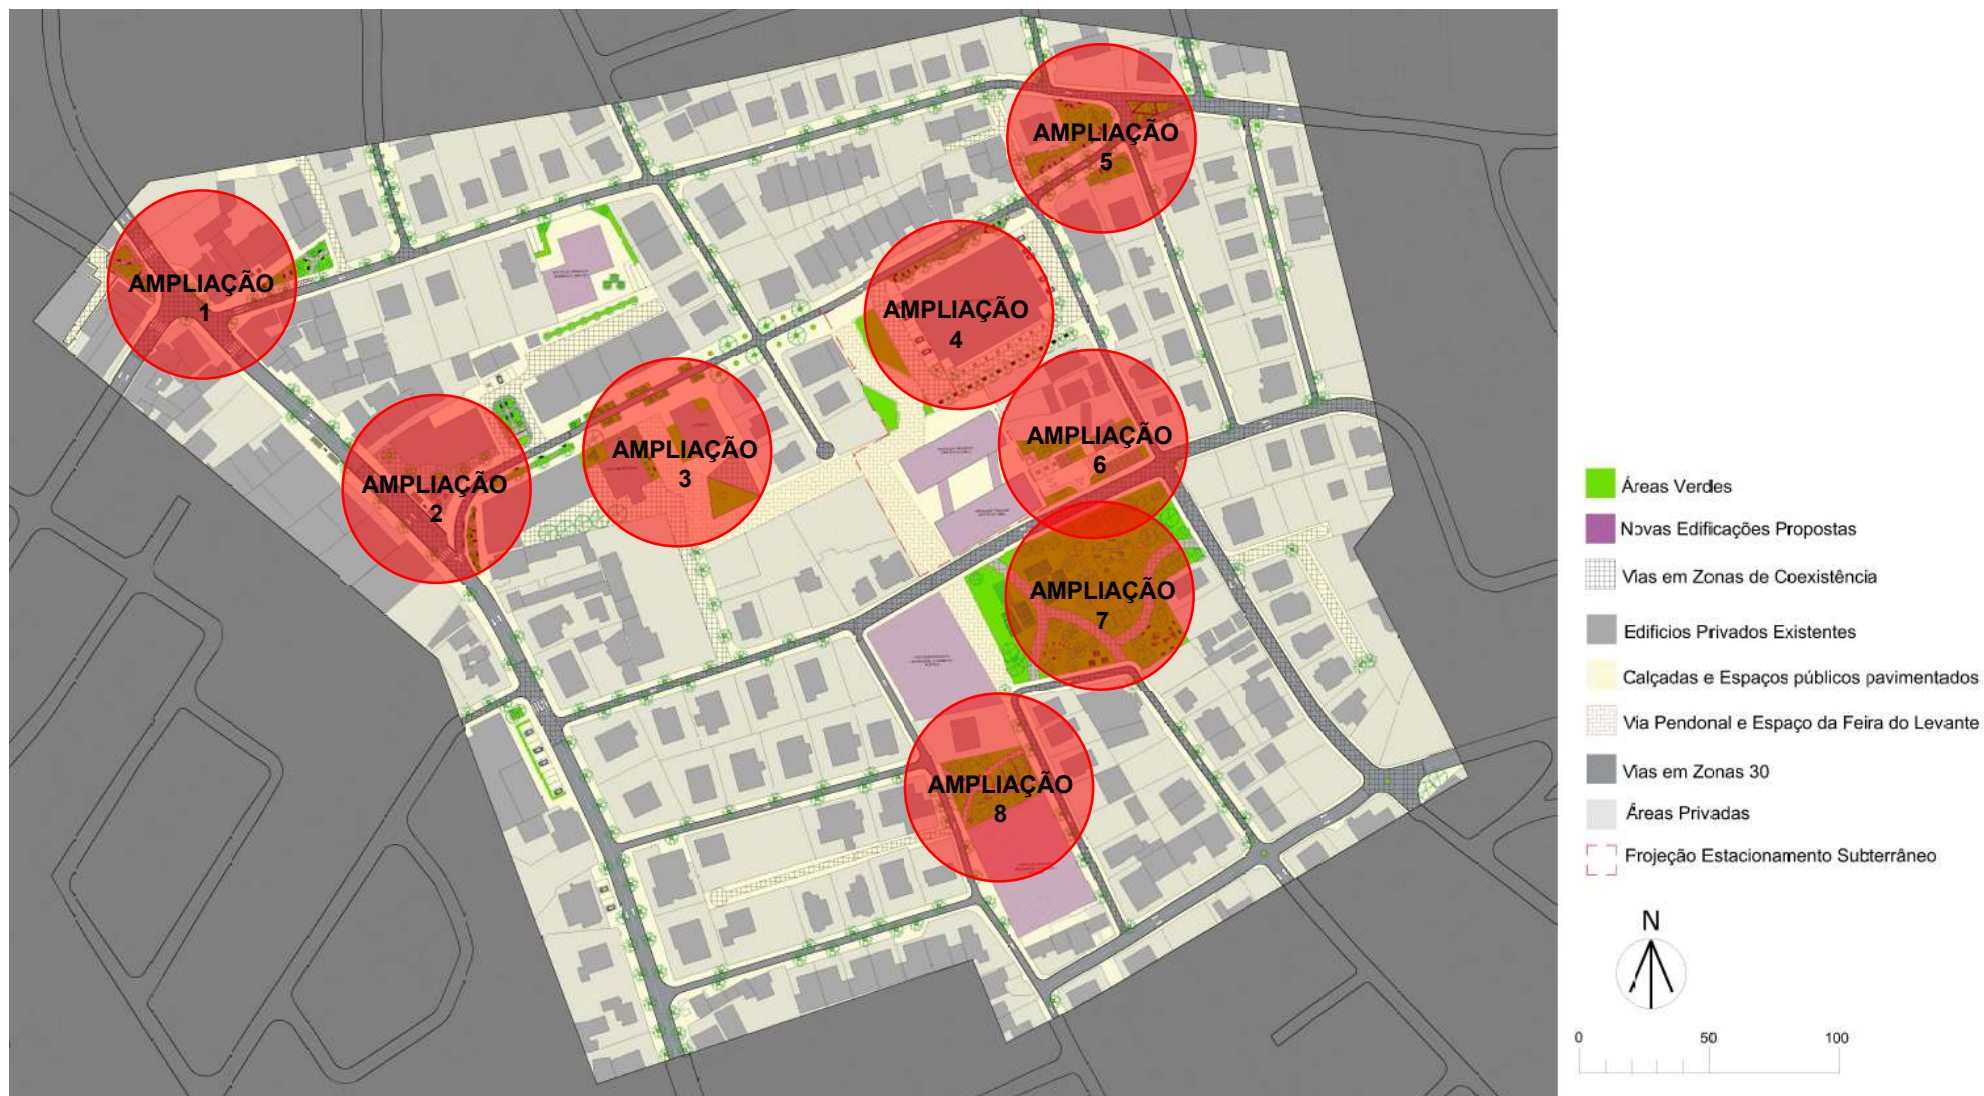 AMPLIAÇÃO
1
AMPLIAÇÃO
2
AMPLIAÇÃO
3
AMPLIAÇÃO
4
AMPLIAÇÃO
5
AMPLIAÇÃO
6
AMPLIAÇÃO
7
AMPLIAÇÃO
8
Áreas Verdes
Novas Edificações Propostas
Vias em Zonas de Coexistência
Edificios Privados Existentes
Calçadas e Espaços públicos pavimentados
Via Pendonal e Espaço da Feira do Levante
Vias em Zonas 30
Áreas Privadas
Frojeção Estacionamento Subterrâneo
N
0 50 100